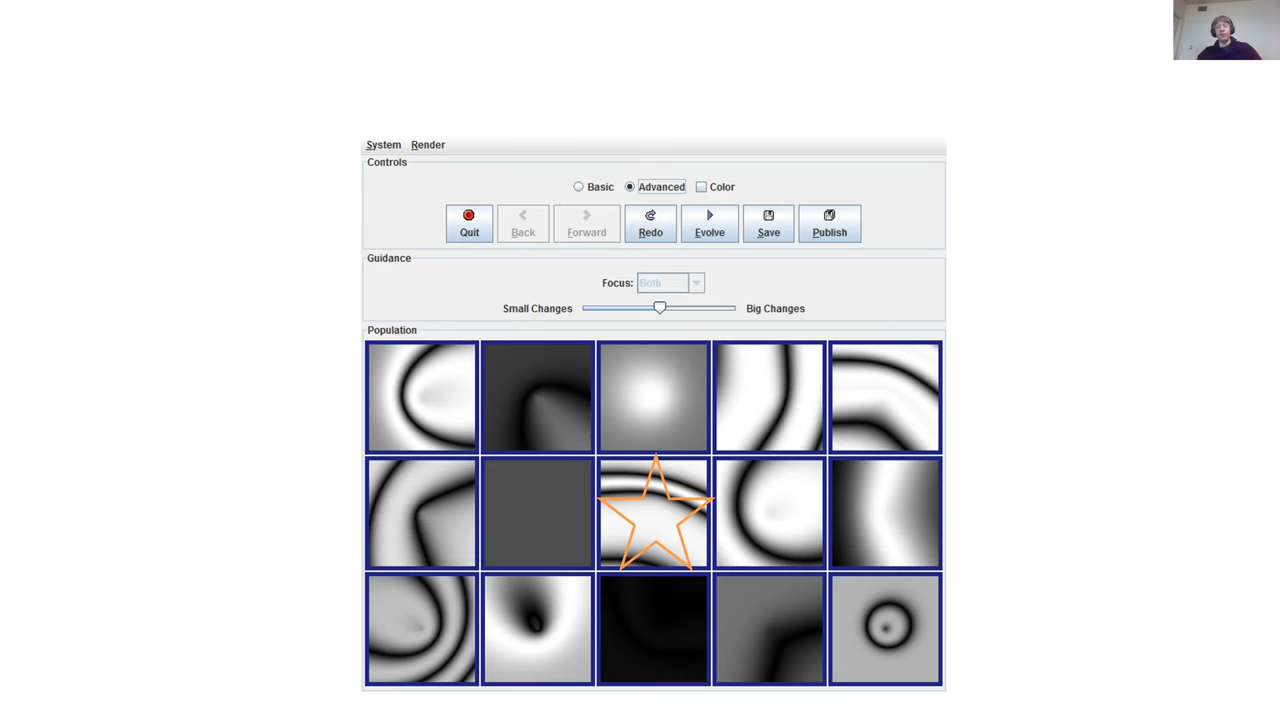 System Render
Controls
Basic Advanced Color
Quit Back Forward Redo Evolve Save Publish
Guidance
Focus: Both
Small Changes Big Changes
Population